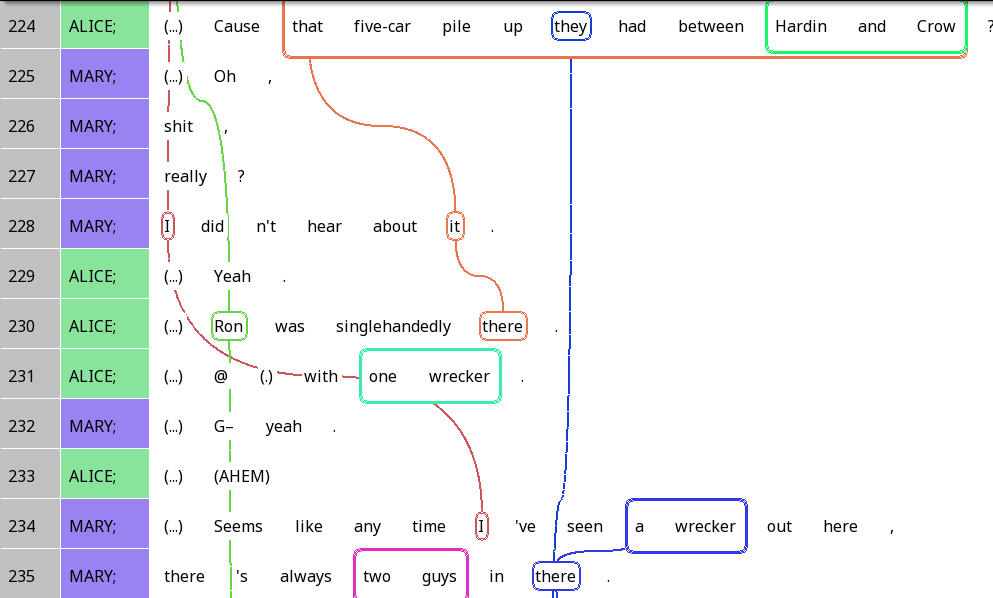 224 ALICE; (...) Cause that five-car pile up they had between Hardin and Crow ?
225 MARY; (...) Oh ,
226 MARY; shit ,
227 MARY; really ?
228 MARY; I did n't hear about it .
229 ALICE; (...) Yeah .
230 ALICE; (...) Ron was singlehandedly there .
231 ALICE; (...) @ (.) with one wrecker .
232 MARY; (...) G– yeah .
233 ALICE; (...) (AHEM)
234 MARY; (...) Seems like any time I 've seen a wrecker out here ,
235 MARY; there 's always two guys in there .